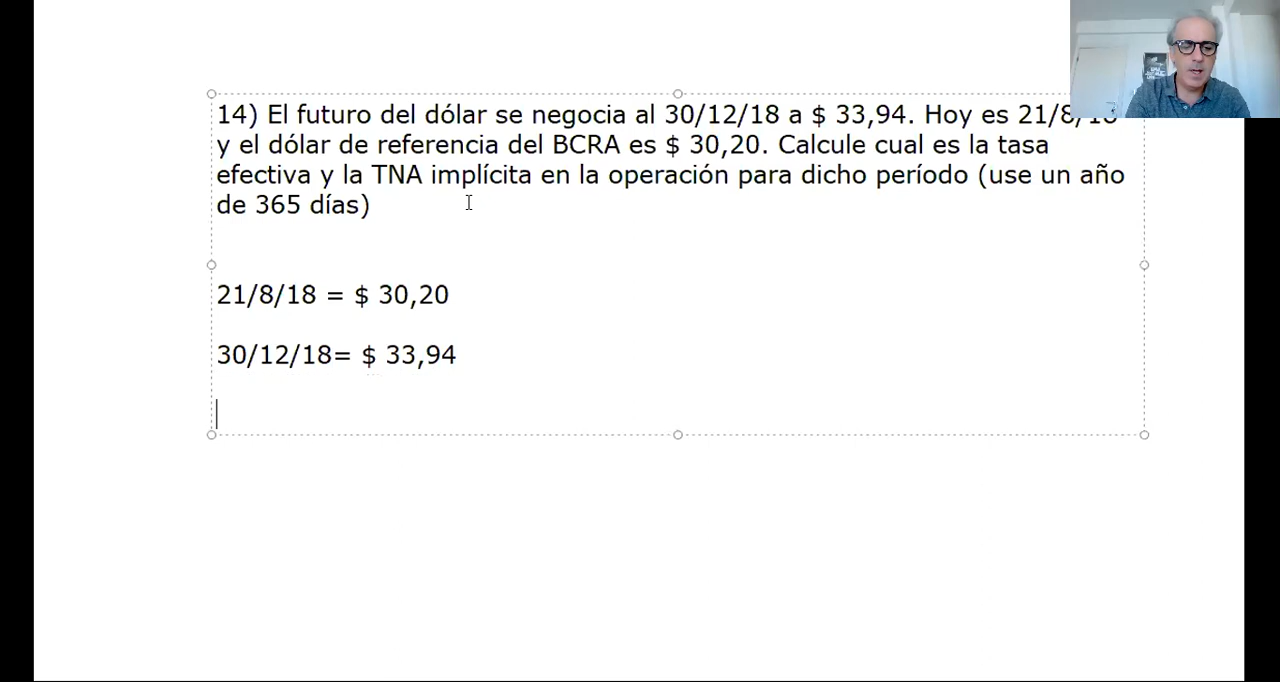 14) El futuro del dólar se negocia al 30/12/18 a $ 33,94. Hoy es 21/8/18
y el dólar de referencia del BCRA es $ 30,20. Calcule cual es la tasa
efectiva y la TNA implícita en la operación para dicho período (use un año
de 365 días)
21/8/18 = $ 30,20
30/12/18= $ 33,94